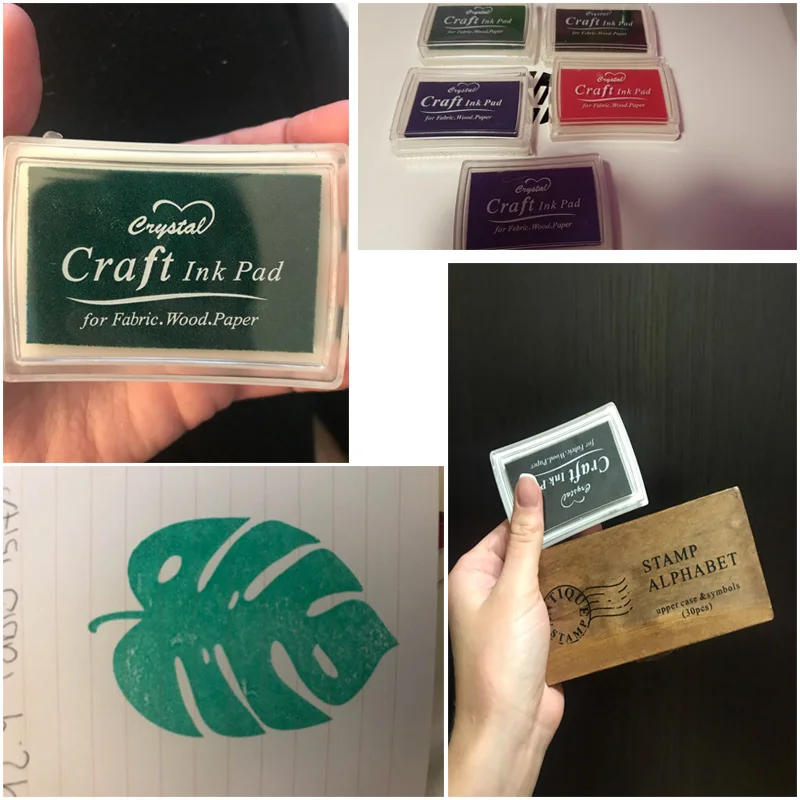 Crystal
Craft Ink Pad
for Fabric.Wood.Paper
Craft Ink Pad
for Fabric.Wood.Paper
Craft Ink Pad
for Fabric.Wood.Paper
Crystal
Craft Ink Pad
for Fabric.Wood.Paper
Crystal
Craft Ink Pad
for Fabric.Wood.Paper
Crystal
Craft Ink Pad
for Fabric.Wood.Paper
Crystal
Craft Ink P
for Fabric.Wood.Paper
STAMP
ALPHABET
upper case & symbols
(30pcs)
STAMP